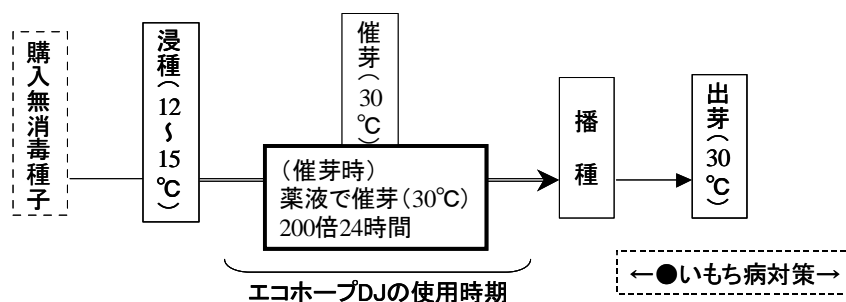 購入無消毒種子
浸種(12～15℃)
催芽(30℃)
(催芽時)
薬液で催芽(30℃)
200倍24時間
播種
出芽(30℃)
エコホープDJの使用時期
←●いもち病対策→